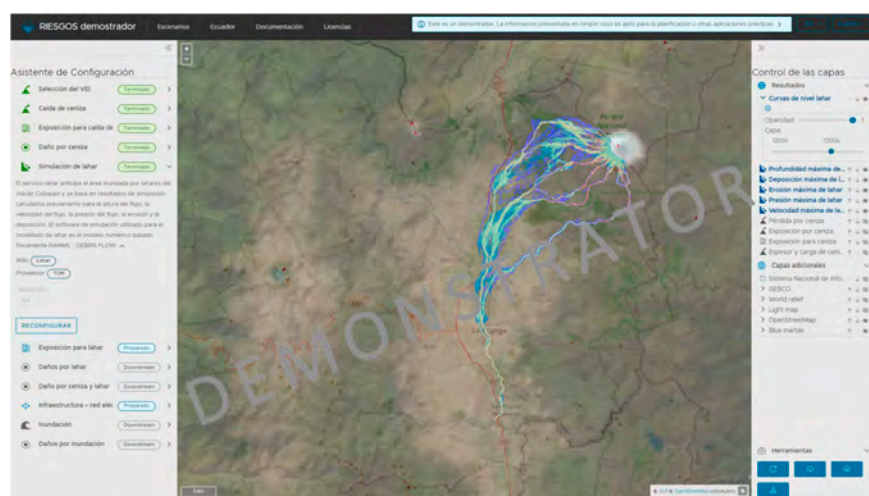 RIESGOS demostrador
Escenarios
Ecuador
Documentación
Licencias
Este es un demostrador. La información presentada en ningún caso es apto para la planificación u otras aplicaciones prácticas.
Asistente de Configuración
Selección del VEI
Terminado
Caída de ceniza
Terminado
Exposición para caída de
Terminado
Daño por ceniza
Terminado
Simulación de lahar
Terminado
El servicio lahar anticipa el área inundada por lahares del
volcán Cotopaxi y se basa en resultados de simulación
calculados previamente para la altura del flujo, la
velocidad del flujo, la presión del flujo, la erosión y la
deposición. El software de simulación utilizado para el
modelazo de lahar es el modelo numérico basado
físicamente RAMMS :: DEBRIS FLOW.
Lahar
Proveedor
TUM
RECONFIGURAR
Exposición para lahar
Preparado
Daños por lahar
Downstream
Daño por ceniza y lahar
Downstream
Infraestructura - red eléc
Preparado
Inundación
Downstream
Daños por inundación
Downstream
DEMONSTRATOR
OpenStreetMap contributors
Control de las capas
Resultados
Curvas de nivel lahar
Opacidad
1
Capa
1200s
7200s
Profundidad máxima de...
Deposición máxima de l...
Erosión máxima de lahar
Presión máxima de lahar
Velocidad máxima de la...
Pérdida por ceniza
Exposición por ceniza
Exposición para ceniza
Espesor y carga de ceni...
Capas adicionales
Sistema Nacional de Info...
GEBCO
World relief
Light map
OpenStreetMap
Blue marble
Herramientas